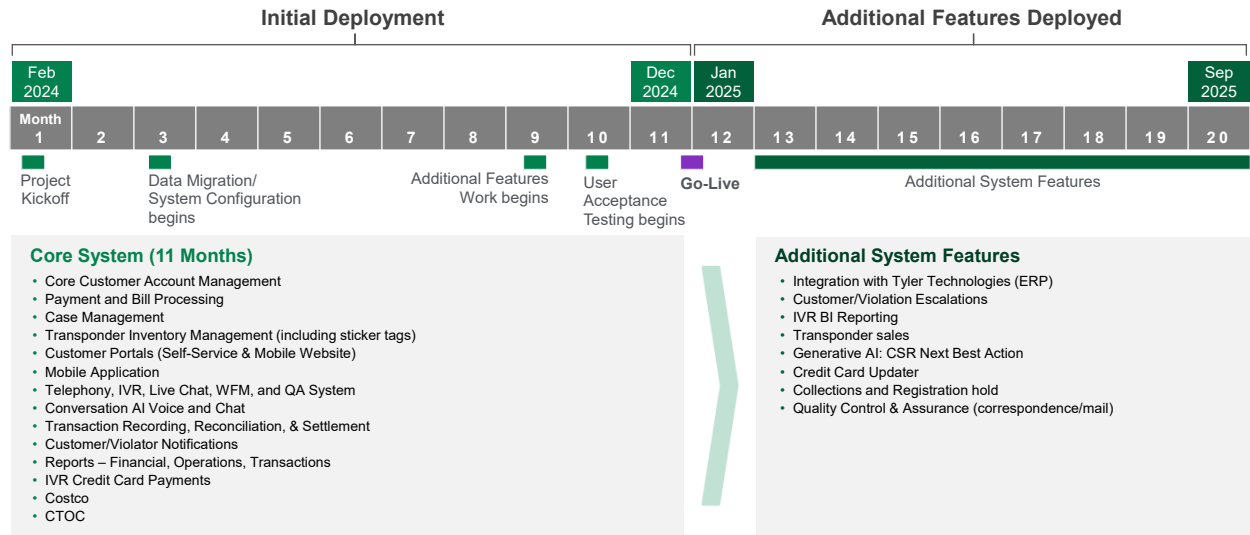 Initial Deployment
Additional Features Deployed
Feb
2024
Dec
2024
Jan
2025
Sep
2025
Month
1 2 3 4 5 6 7 8 9 10 11 12 13 14 15 16 17 18 19 20
Project
Kickoff
Data Migration/
System Configuration
begins
Additional Features
Work begins
User
Acceptance
Testing begins
Go-Live
Additional System Features
Core System (11 Months)
• Core Customer Account Management
• Payment and Bill Processing
• Case Management
• Transponder Inventory Management (including sticker tags)
• Customer Portals (Self-Service & Mobile Website)
• Mobile Application
• Telephony, IVR, Live Chat, WFM, and QA System
• Conversation AI Voice and Chat
• Transaction Recording, Reconciliation, & Settlement
• Customer/Violator Notifications
• Reports – Financial, Operations, Transactions
• IVR Credit Card Payments
• Costco
• CTOC
Additional System Features
• Integration with Tyler Technologies (ERP)
• Customer/Violation Escalations
• IVR BI Reporting
• Transponder sales
• Generative AI: CSR Next Best Action
• Credit Card Updater
• Collections and Registration hold
• Quality Control & Assurance (correspondence/mail)